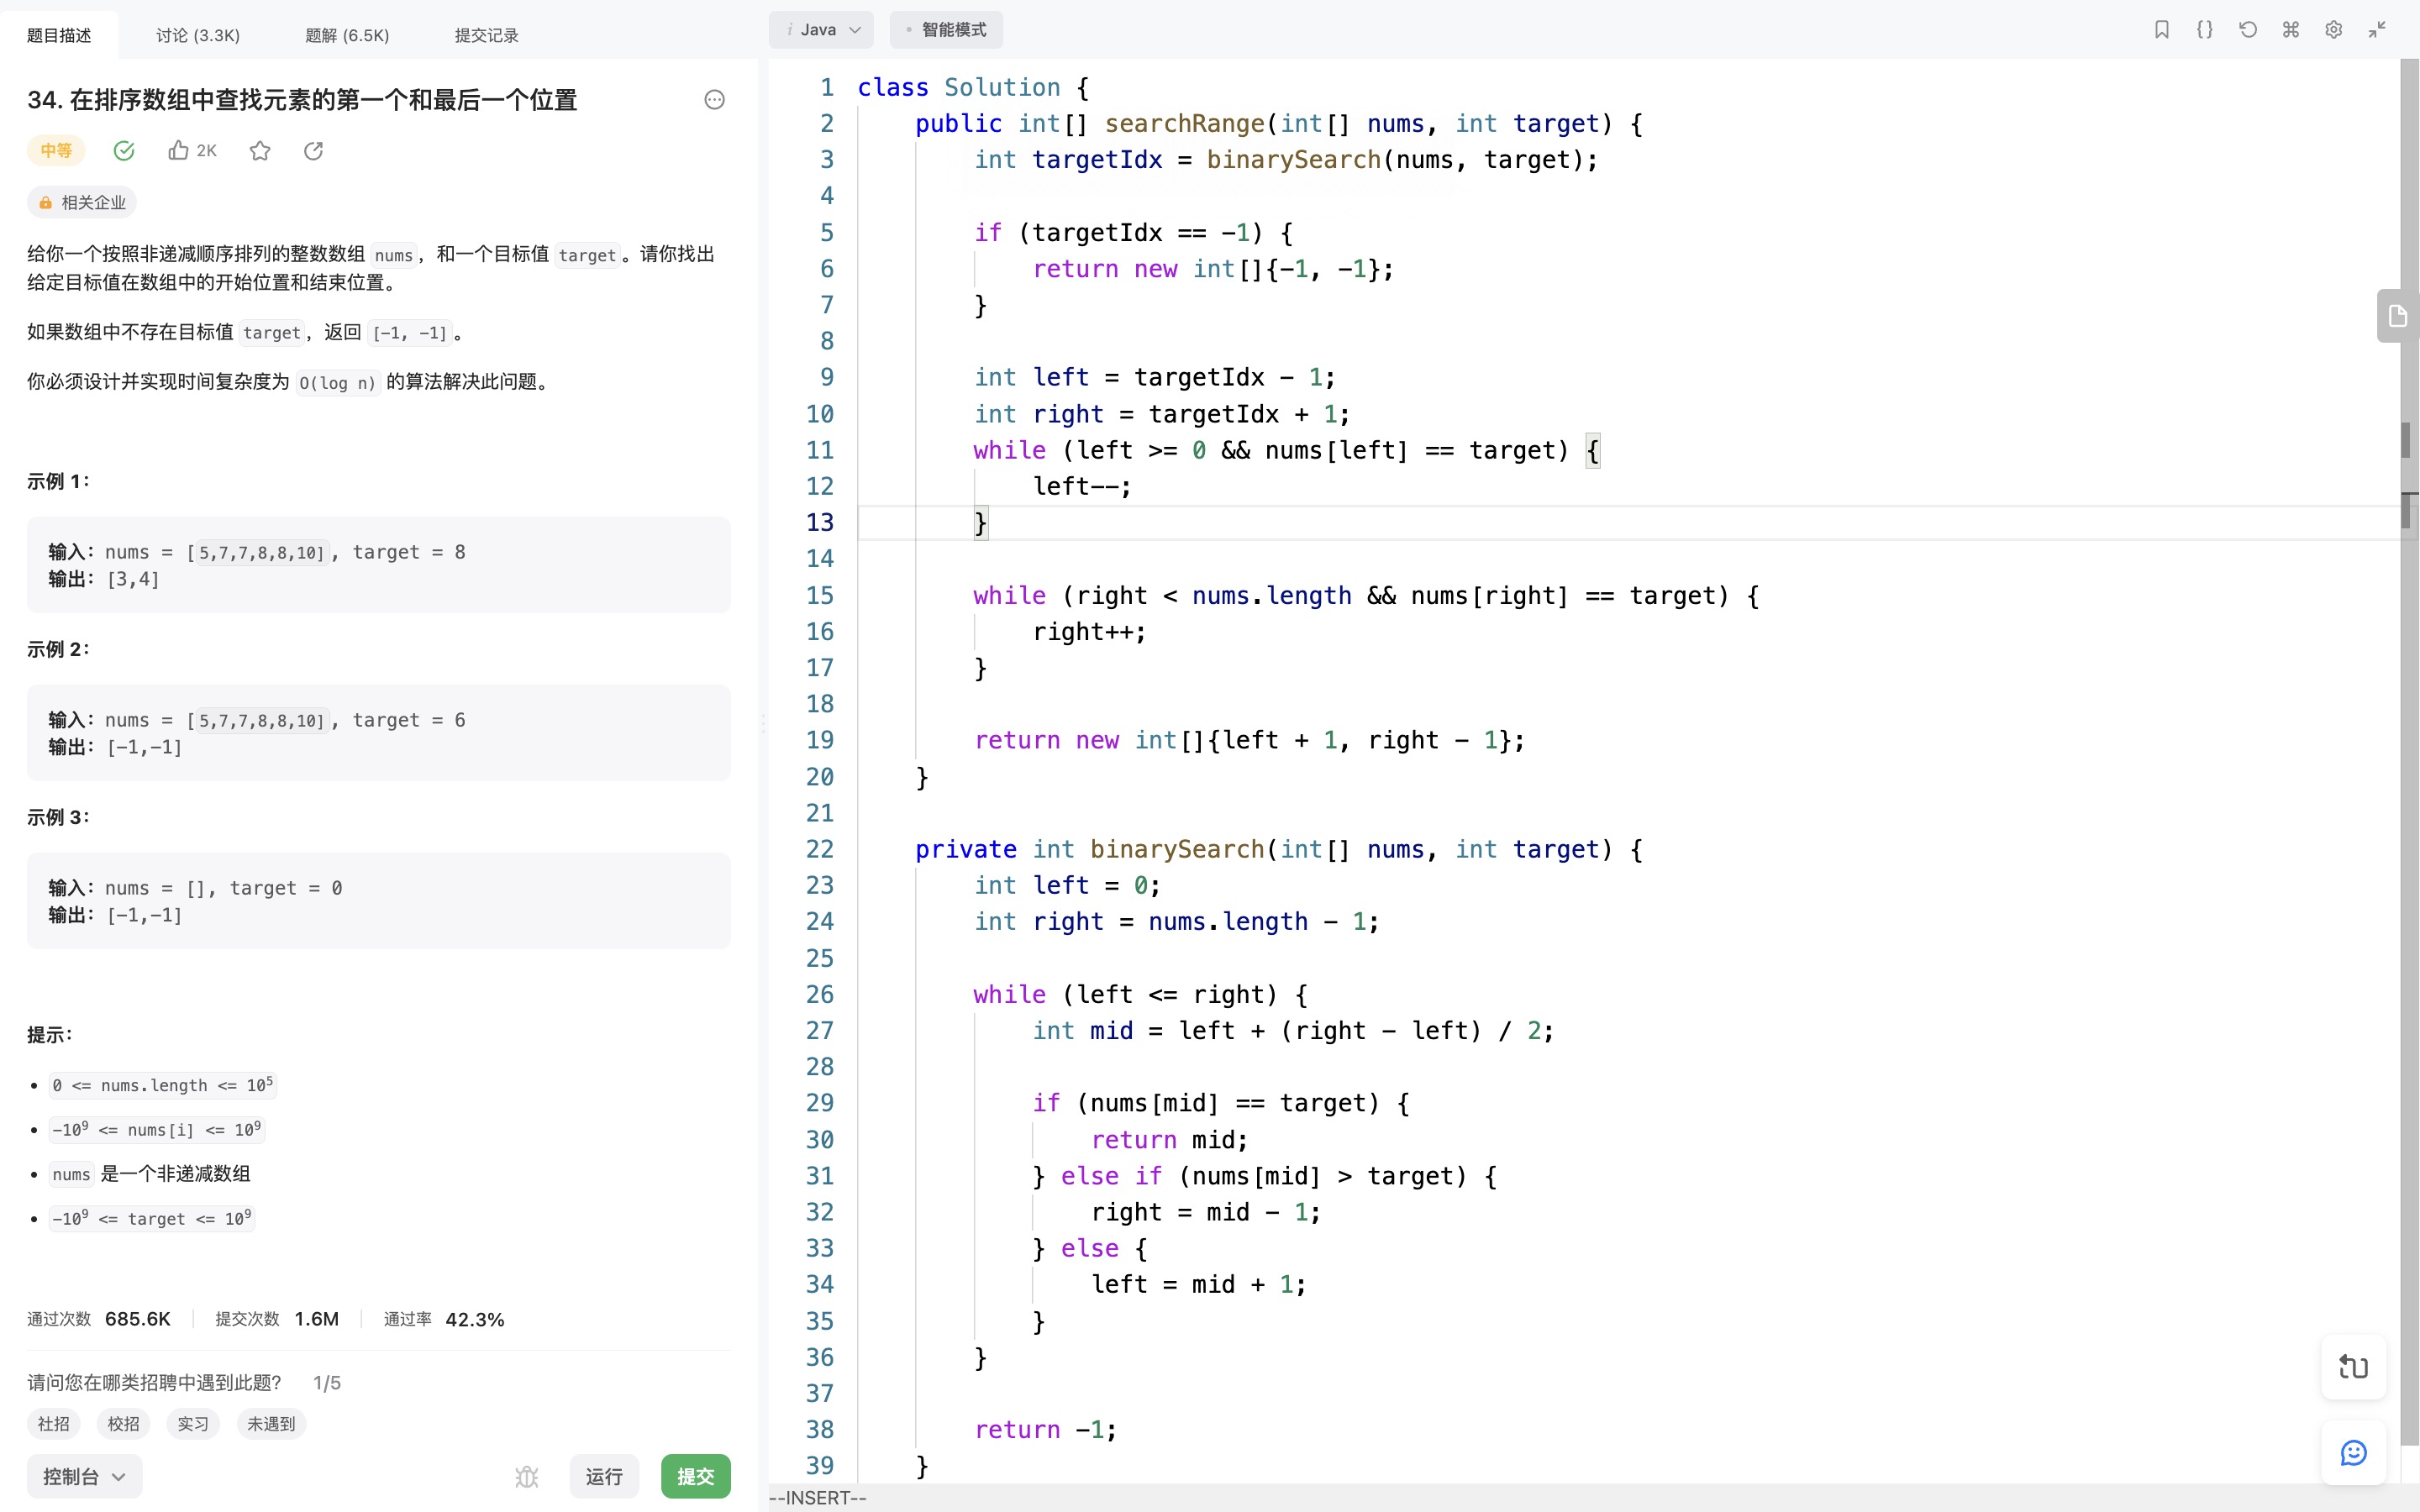 题目描述 讨论 (3.3K) 题解 (6.5K) 提交记录
34. 在排序数组中查找元素的第一个和最后一个位置
中等 2K
相关企业
给你一个按照非递减顺序排列的整数数组 nums，和一个目标值 target。请你找出
给定目标值在数组中的开始位置和结束位置。
如果数组中不存在目标值 target，返回 [-1, -1]。
你必须设计并实现时间复杂度为 O(log n) 的算法解决此问题。
示例 1：
输入：nums = [5,7,7,8,8,10], target = 8
输出：[3,4]
示例 2：
输入：nums = [5,7,7,8,8,10], target = 6
输出：[-1,-1]
示例 3：
输入：nums = [], target = 0
输出：[-1,-1]
提示：
• 0 <= nums.length <= 10⁵
• -10⁹ <= nums[i] <= 10⁹
• nums 是一个非递减数组
• -10⁹ <= target <= 10⁹
通过次数 685.6K 提交次数 1.6M 通过率 42.3%
请问您在哪类招聘中遇到此题？ 1/5
社招 校招 实习 未遇到
控制台 运行 提交
i Java 智能模式
1 class Solution {
2     public int[] searchRange(int[] nums, int target) {
3         int targetIdx = binarySearch(nums, target);
4
5         if (targetIdx == -1) {
6             return new int[]{-1, -1};
7         }
8
9         int left = targetIdx - 1;
10         int right = targetIdx + 1;
11         while (left >= 0 && nums[left] == target) {
12             left--;
13         }
14
15         while (right < nums.length && nums[right] == target) {
16             right++;
17         }
18
19         return new int[]{left + 1, right - 1};
20     }
21
22     private int binarySearch(int[] nums, int target) {
23         int left = 0;
24         int right = nums.length - 1;
25
26         while (left <= right) {
27             int mid = left + (right - left) / 2;
28
29             if (nums[mid] == target) {
30                 return mid;
31             } else if (nums[mid] > target) {
32                 right = mid - 1;
33             } else {
34                 left = mid + 1;
35             }
36         }
37
38         return -1;
39     }
--INSERT--